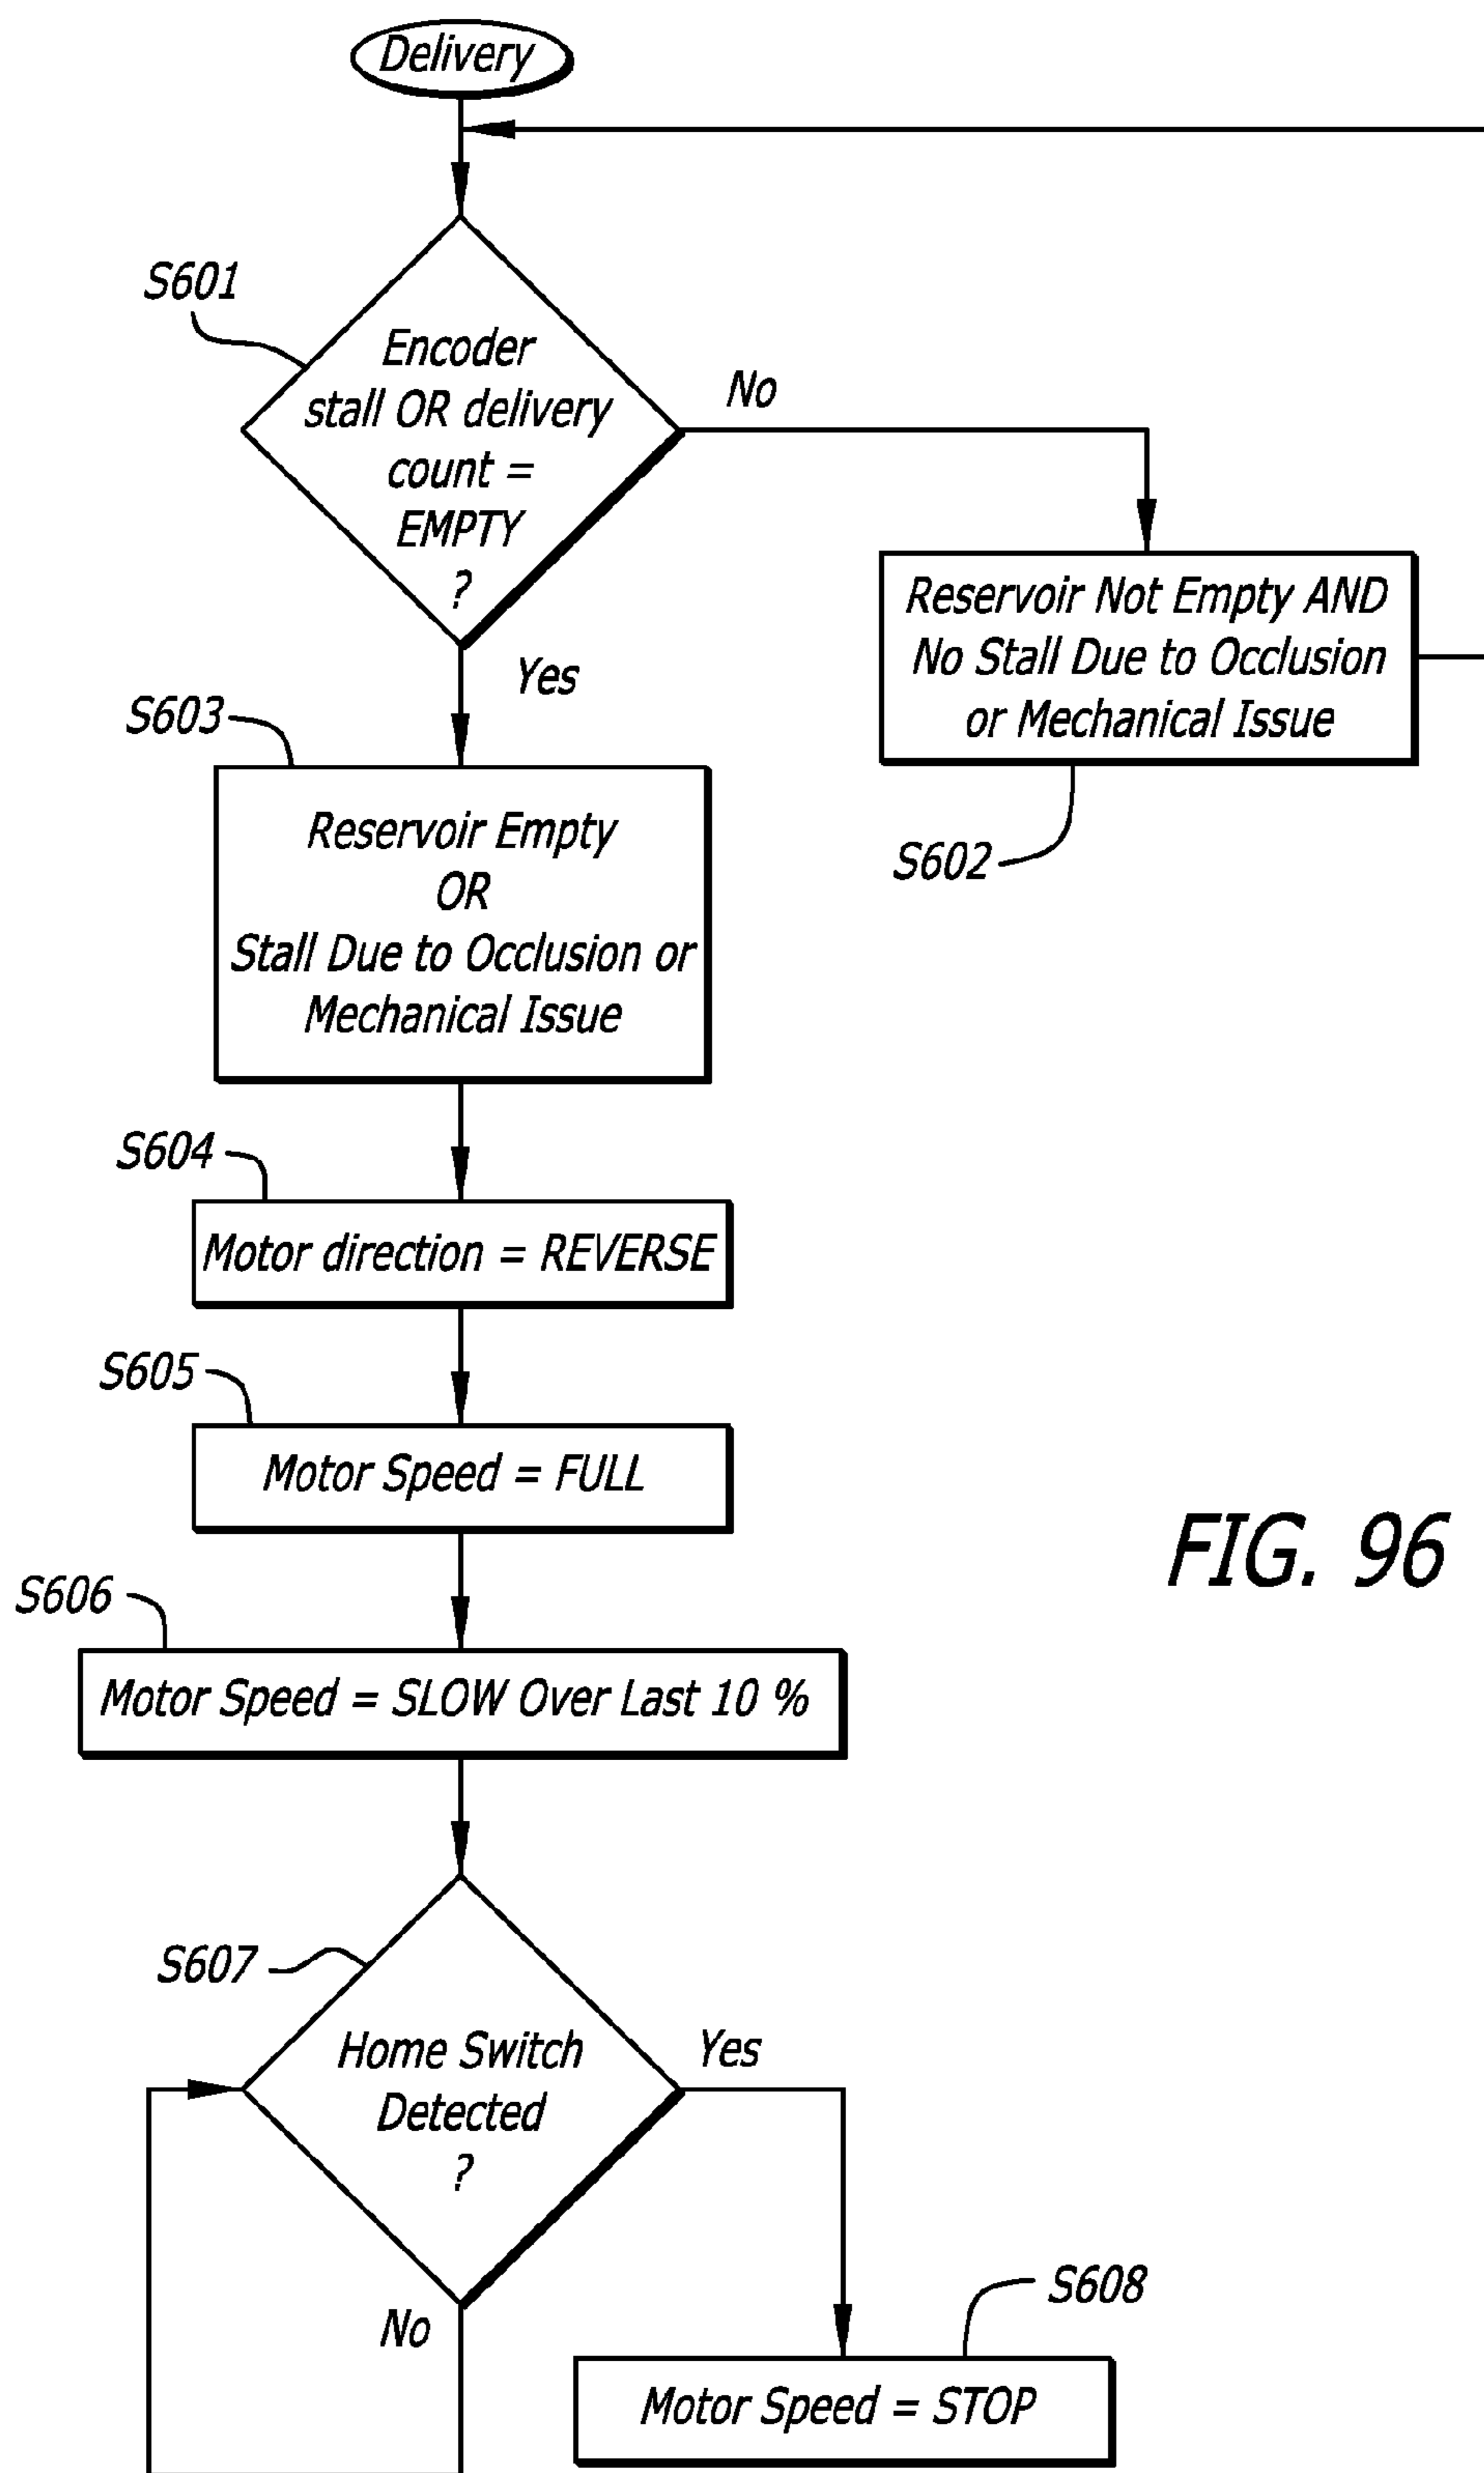 Delivery
S601
Encoder
stall OR delivery
count =
EMPTY
?
No
Yes
Reservoir Not Empty AND
No Stall Due to Occlusion
or Mechanical Issue
S602
S603
Reservoir Empty
OR
Stall Due to Occlusion or
Mechanical Issue
S604
Motor direction = REVERSE
S605
Motor Speed = FULL
FIG. 96
S606
Motor Speed = SLOW Over Last 10 %
S607
Home Switch
Detected
?
Yes
No
S608
Motor Speed = STOP